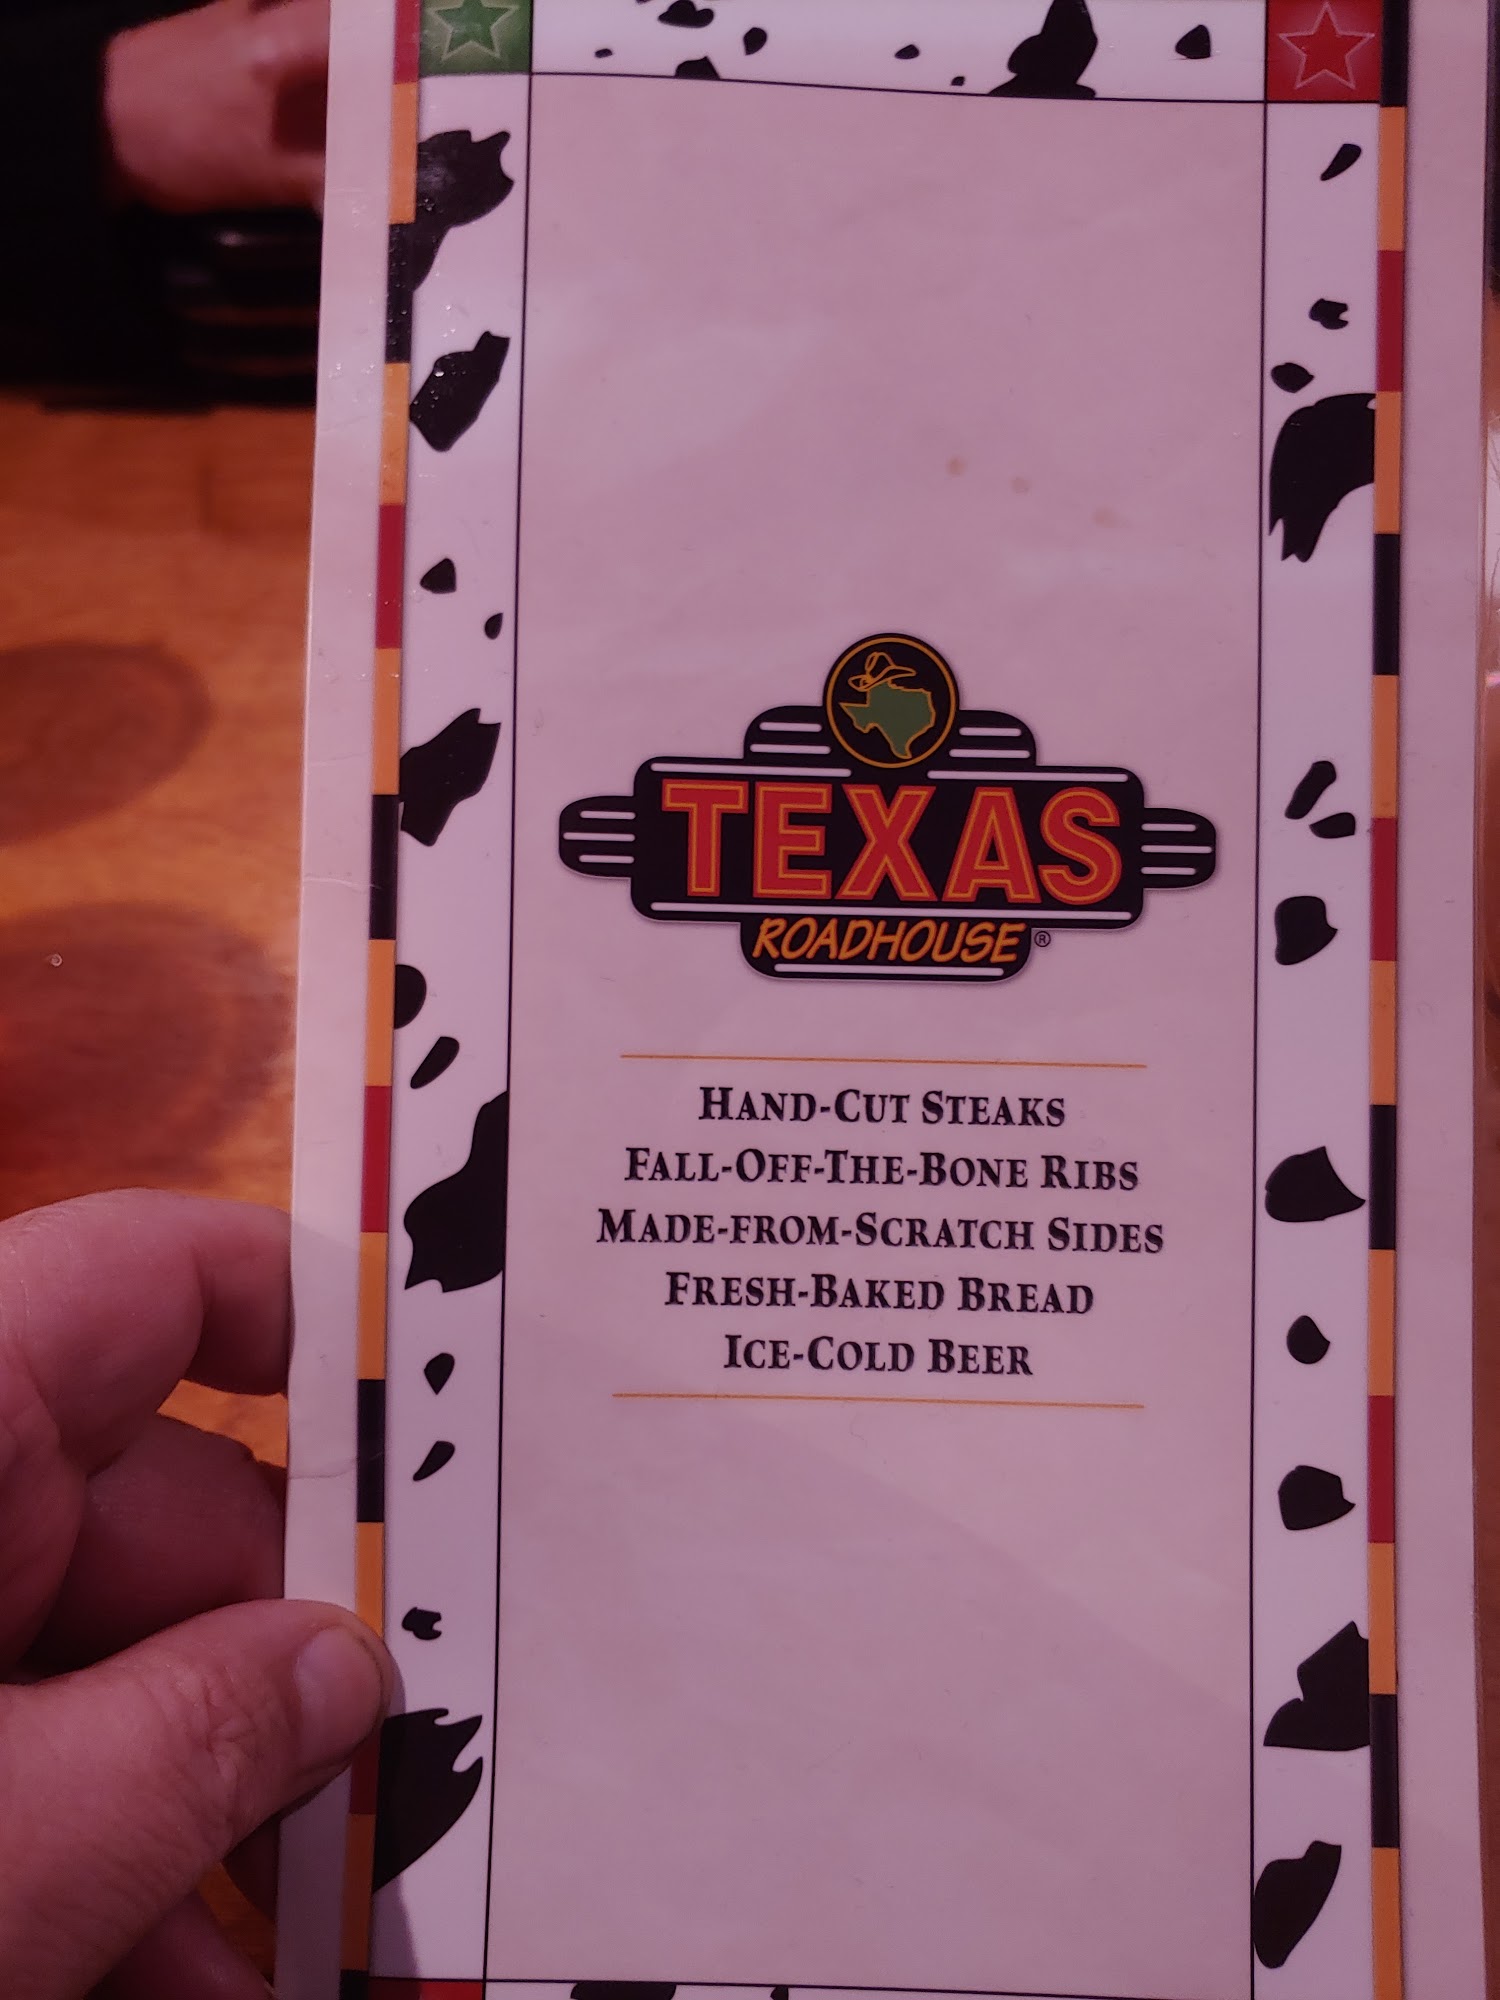 TEXAS
ROADHOUSE®
HAND-CUT STEAKS
FALL-OFF-THE-BONE RIBS
MADE-FROM-SCRATCH SIDES
FRESH-BAKED BREAD
ICE-COLD BEER